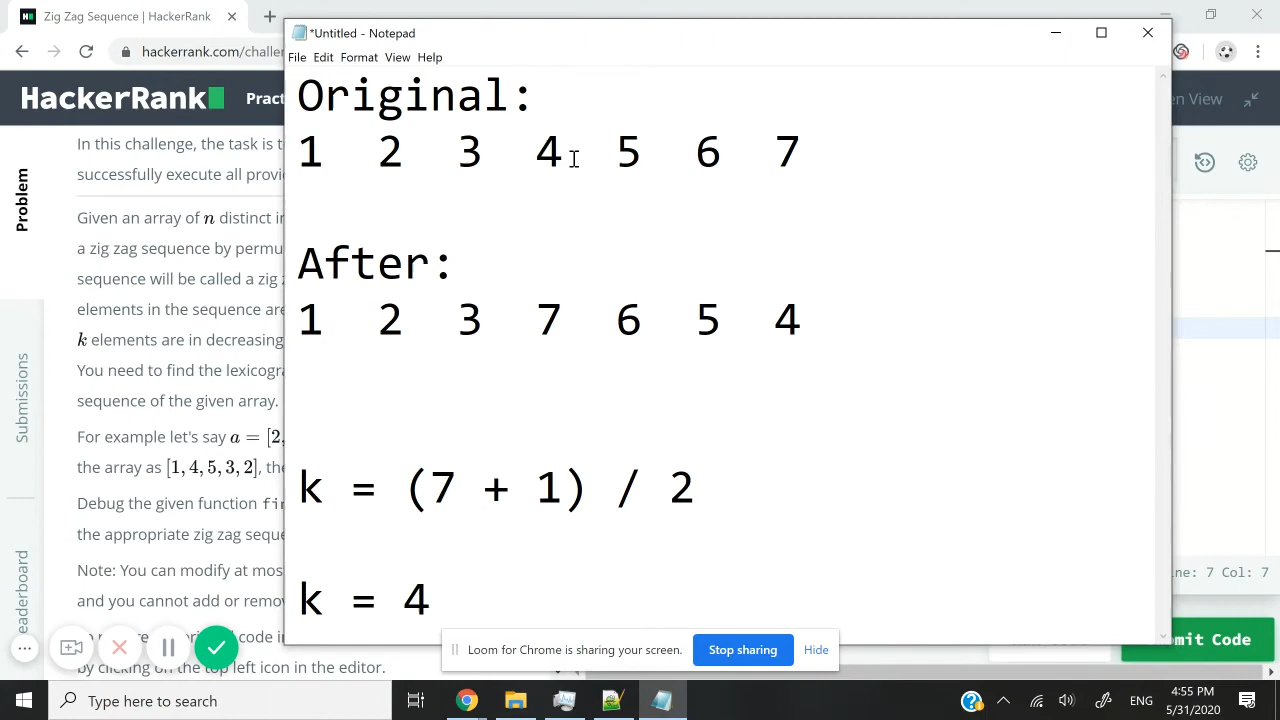 Zig Zag Sequence | HackerRank
*Untitled - Notepad
hackerrank.com/challe
File Edit Format View Help
HackerRank
Pract
en View
Original:
1 2 3 4 5 6 7
After:
1 2 3 7 6 5 4
k = (7 + 1) / 2
k = 4
Problem
Submissions
eaderboard
In this challenge, the task is t
successfully execute all provi
Given an array of n distinct in
a zig zag sequence by permu
sequence will be called a zig z
elements in the sequence are
k elements are in decreasing
You need to find the lexicogra
sequence of the given array.
For example let's say a = [2,
the array as [1, 4, 5, 3, 2], the
Debug the given function fin
the appropriate zig zag seque
Note: You can modify at mos
and you cannot add or remov
code i
by clicking on the top left icon in the editor.
ne: 7 Col: 7
mit Code
oom for Chrome is sharing your screen.
Stop sharing
Hide
Type here to search
ENG
4:55 PM
5/31/2020